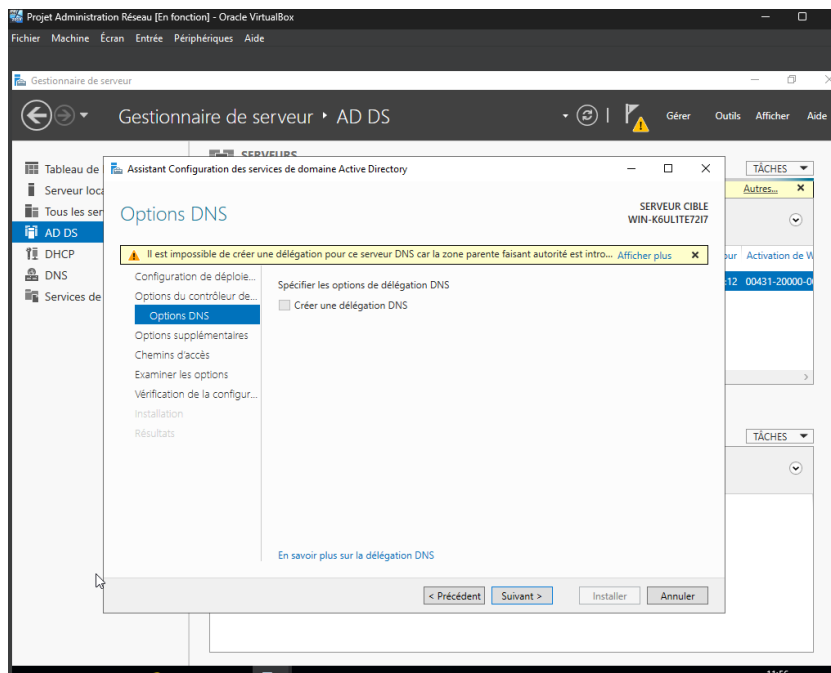 Projet Administration Réseau [En fonction] - Oracle VirtualBox
Fichier Machine Écran Entrée Périphériques Aide
Gestionnaire de serveur
Gestionnaire de serveur • AD DS
Gérer Outils Afficher Aide
SERVEURS
Tableau de
Serveur loca
Tous les ser
AD DS
DHCP
DNS
Services de
TÂCHES
Autres...
our Activation de W
:12 00431-20000-0
TÂCHES
Assistant Configuration des services de domaine Active Directory
Options DNS
SERVEUR CIBLE
WIN-K6UL1TE72I7
Il est impossible de créer une délégation pour ce serveur DNS car la zone parente faisant autorité est intro... Afficher plus
Configuration de déploie...
Options du contrôleur de...
Options DNS
Options supplémentaires
Chemins d'accès
Examiner les options
Vérification de la configur...
Installation
Résultats
Spécifier les options de délégation DNS
Créer une délégation DNS
En savoir plus sur la délégation DNS
< Précédent Suivant > Installer Annuler